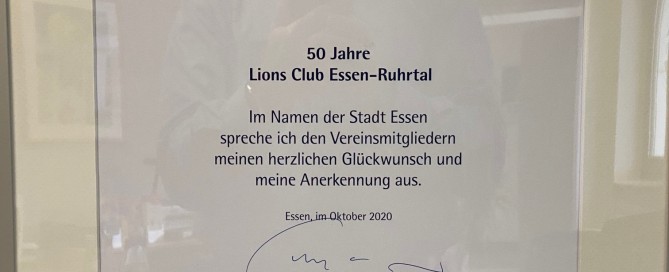 50 Jahre
Lions Club Essen-Ruhrtal
Im Namen der Stadt Essen
spreche ich den Vereinsmitgliedern
meinen herzlichen Glückwunsch und
meine Anerkennung aus.
Essen, im Oktober 2020